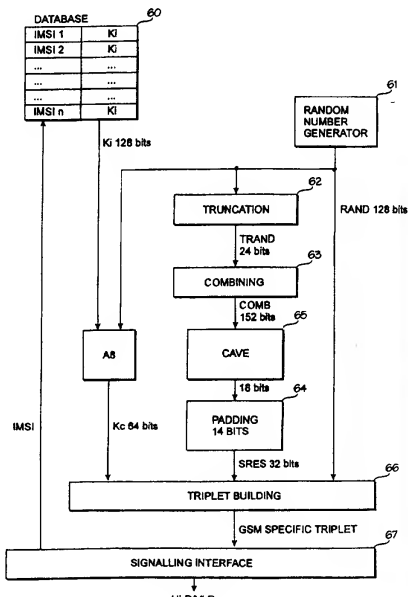 DATABASE
60
IMSI 1 Ki
IMSI 2 Ki
... ...
... ...
... ...
IMSI n Ki
61
RANDOM
NUMBER
GENERATOR
Ki 128 bits
62
TRUNCATION
RAND 128 bits
TRAND
24 bits
63
COMBINING
COMB
152 bits
65
A8
CAVE
18 bits
64
PADDING
14 BITS
IMSI
Kc 64 bits
SRES 32 bits
66
TRIPLET BUILDING
GSM SPECIFIC TRIPLET
67
SIGNALLING INTERFACE